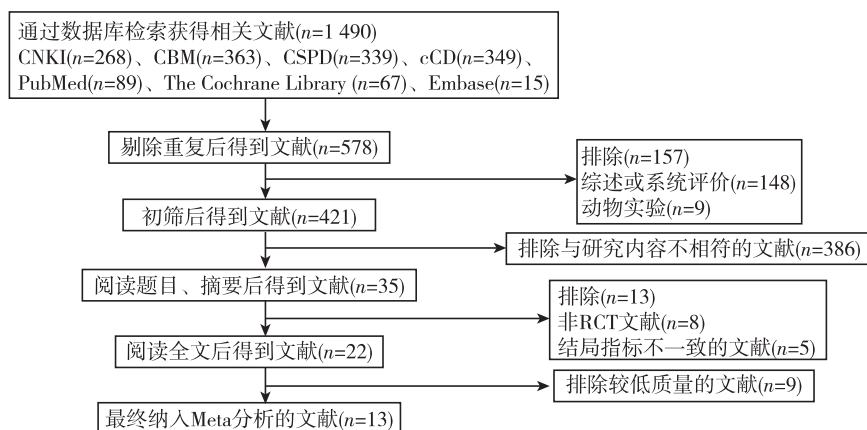 通过数据库检索获得相关文献(n=1 490)
CNKI(n=268)、CBM(n=363)、CSPD(n=339)、cCD(n=349)、
PubMed(n=89)、The Cochrane Library (n=67)、Embase(n=15)
剔除重复后得到文献(n=578)
排除(n=157)
综述或系统评价(n=148)
动物实验(n=9)
初筛后得到文献(n=421)
排除与研究内容不相符的文献(n=386)
阅读题目、摘要后得到文献(n=35)
排除(n=13)
非RCT文献(n=8)
结局指标不一致的文献(n=5)
阅读全文后得到文献(n=22)
排除较低质量的文献(n=9)
最终纳入Meta分析的文献(n=13)